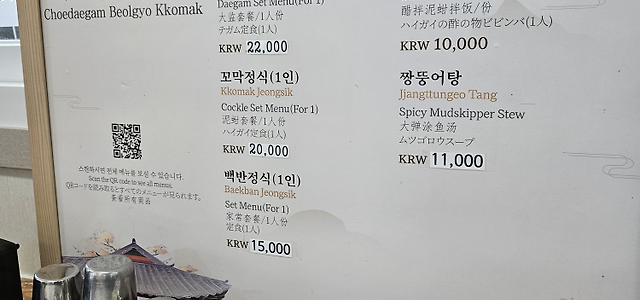 Choedaegam Beolgyo Kkomak
스캔하시면 전체 메뉴를 보실 수 있습니다.
Scan the QR code to see all menus.
QRコードを読み取るとすべてのメニューが見られます。
查看所有菜品
Daegam Set Menu(For 1)
大监套餐/1人份
テガム定食(1人)
KRW 22,000
꼬막정식(1인)
Kkomak Jeongsik
Cockle Set Menu(For 1)
泥蚶套餐/1人份
ハイガイ定食(1人)
KRW 20,000
백반정식(1인)
Baekban Jeongsik
Set Menu(For 1)
家常套餐/1人份
定食(1人)
KRW 15,000
醋拌泥蚶拌饭/份
ハイガイの酢の物ビビンバ(1人)
KRW 10,000
짱뚱어탕
Jjangttungeo Tang
Spicy Mudskipper Stew
大弹涂鱼汤
ムツゴロウスープ
KRW 11,000